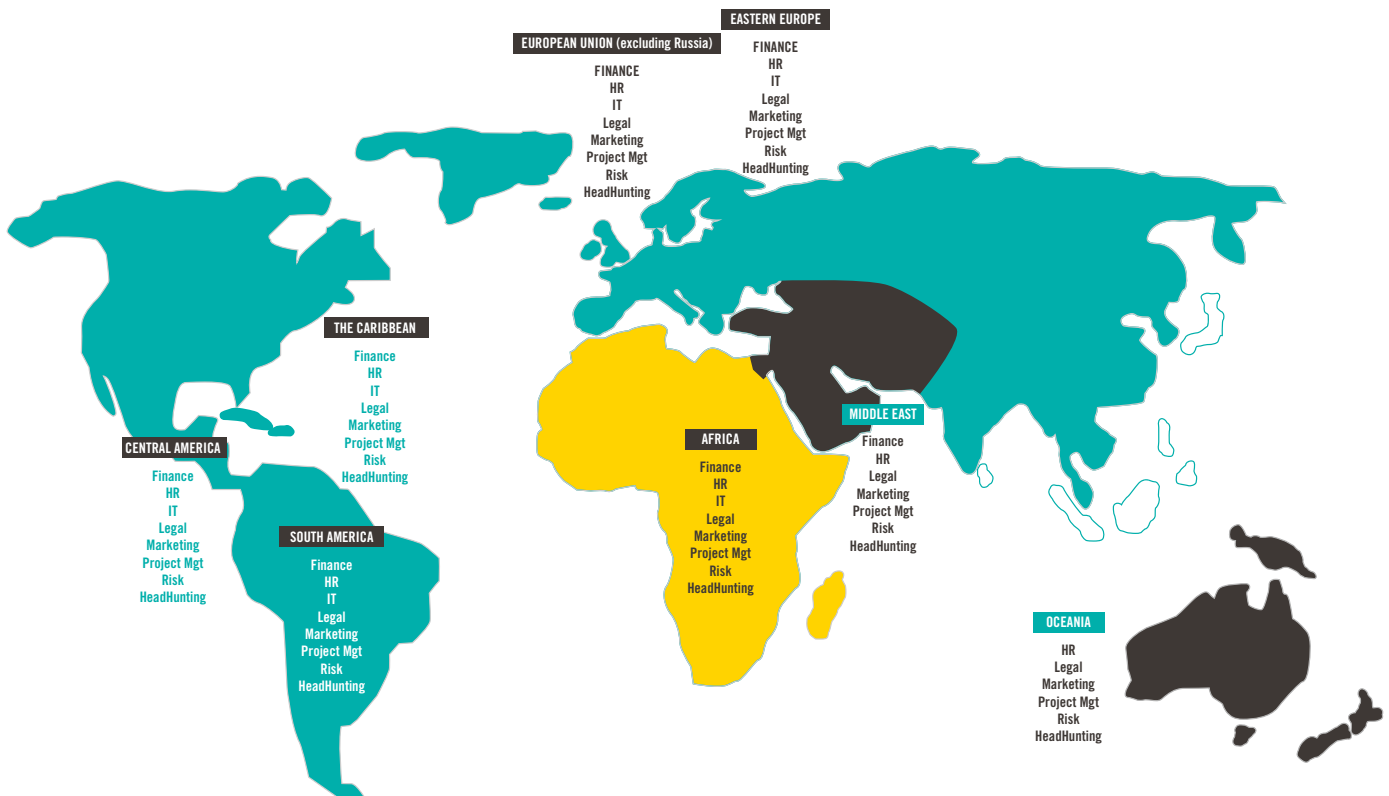 EASTERN EUROPE
FINANCE
HR
IT
Legal
Marketing
Project Mgt
Risk
HeadHunting
EUROPEAN UNION (excluding Russia)
FINANCE
HR
IT
Legal
Marketing
Project Mgt
Risk
HeadHunting
THE CARIBBEAN
Finance
HR
IT
Legal
Marketing
Project Mgt
Risk
HeadHunting
CENTRAL AMERICA
Finance
HR
IT
Legal
Marketing
Project Mgt
Risk
HeadHunting
SOUTH AMERICA
Finance
HR
IT
Legal
Marketing
Project Mgt
Risk
HeadHunting
AFRICA
Finance
HR
IT
Legal
Marketing
Project Mgt
Risk
HeadHunting
MIDDLE EAST
Finance
HR
Legal
Marketing
Project Mgt
Risk
HeadHunting
OCEANIA
HR
Legal
Marketing
Project Mgt
Risk
HeadHunting